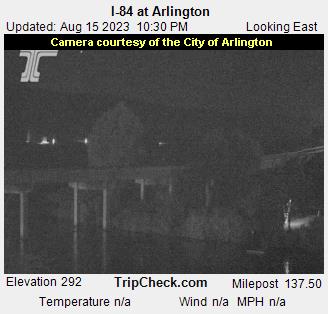 I-84 at Arlington
Updated: Aug 15 2023 10:30 PM Looking East
Camera courtesy of the City of Arlington
Elevation 292 TripCheck.com Milepost 137.50
Temperature n/a Wind n/a MPH n/a